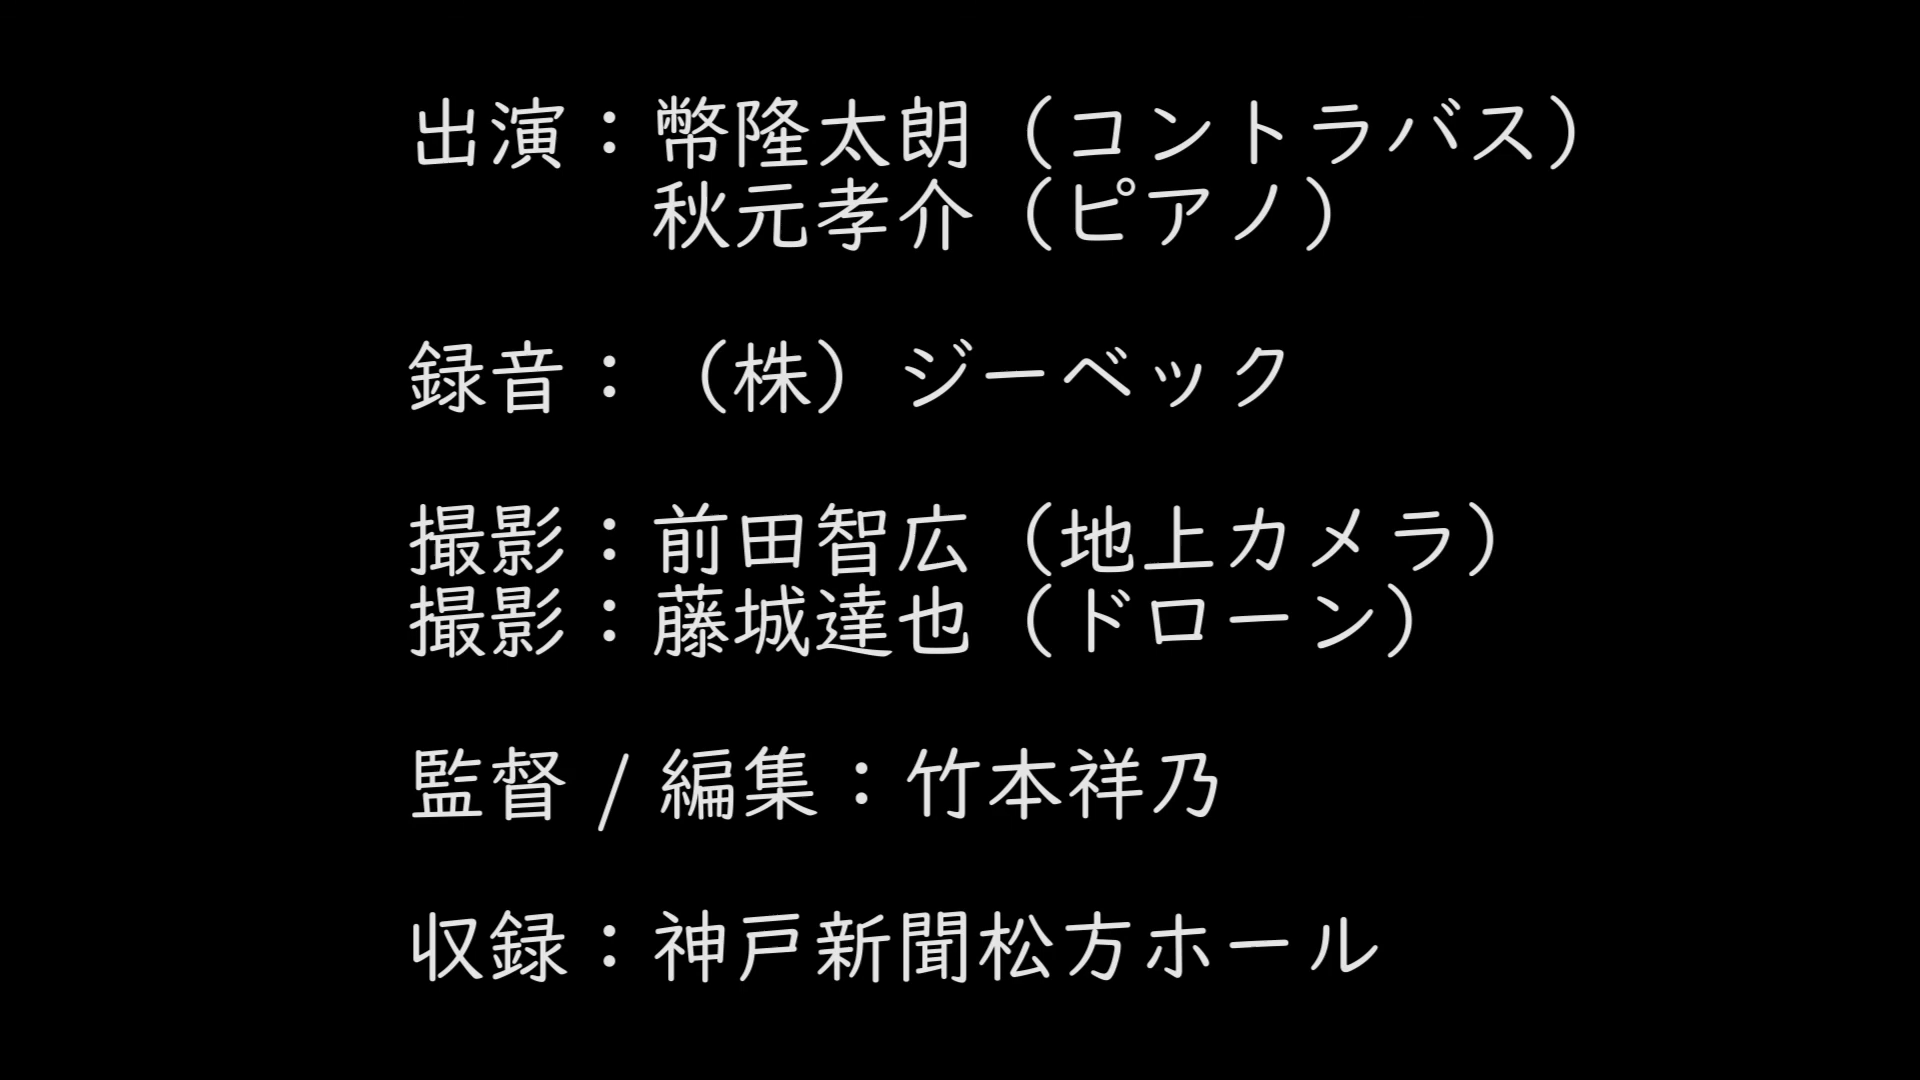 出演：幣隆太朗（コントラバス）
秋元孝介（ピアノ）
録音：（株）ジーベック
撮影：前田智広（地上カメラ）
撮影：藤城達也（ドローン）
監督 / 編集：竹本祥乃
収録：神戸新聞松方ホール